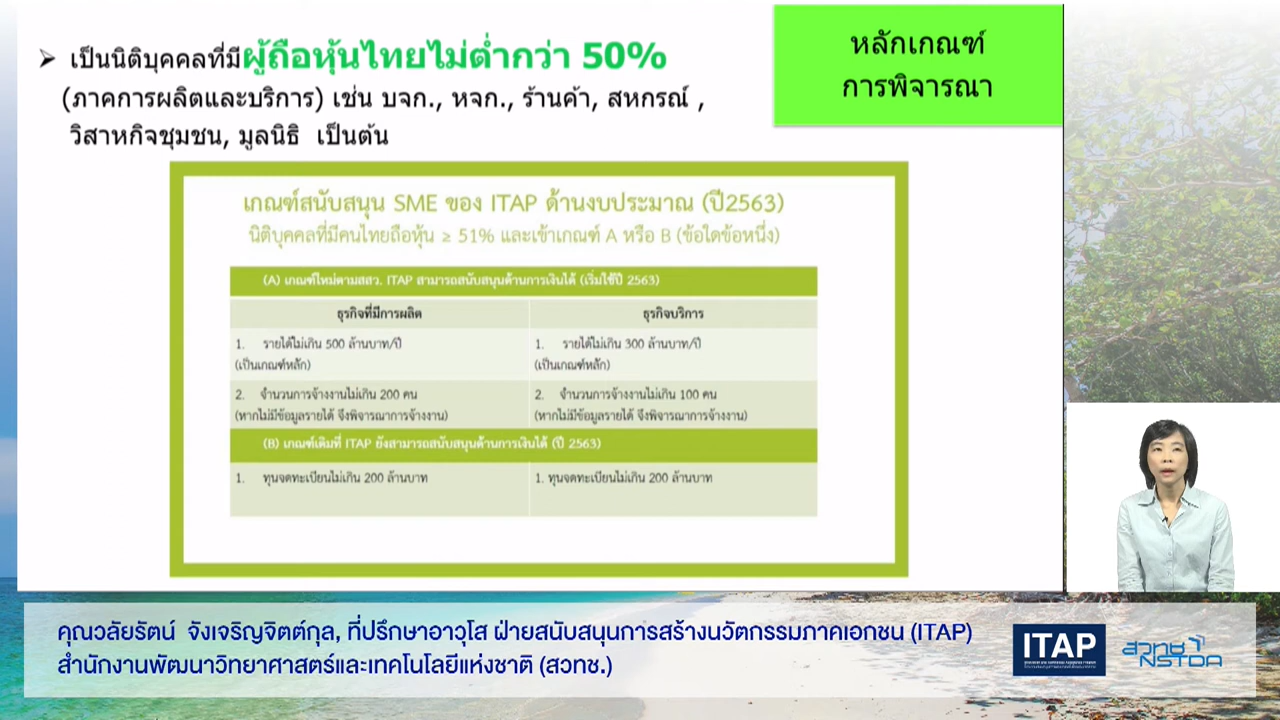 ➢ เป็นนิติบุคคลที่มีผู้ถือหุ้นไทยไม่ต่ำกว่า 50%
(ภาคการผลิตและบริการ) เช่น บจก., หจก., ร้านค้า, สหกรณ์ ,
วิสาหกิจชุมชน, มูลนิธิ เป็นต้น
หลักเกณฑ์
การพิจารณา
เกณฑ์สนับสนุน SME ของ ITAP ด้านงบประมาณ (ปี2563)
นิติบุคคลที่มีคนไทยถือหุ้น ≥ 51% และเข้าเกณฑ์ A หรือ B (ข้อใดข้อหนึ่ง)
(A) เกณฑ์ใหม่ตามสสว. ITAP สามารถสนับสนุนด้านการเงินได้ (เริ่มใช้ปี 2563)
ธุรกิจที่มีการผลิต
ธุรกิจบริการ
1. รายได้ไม่เกิน 500 ล้านบาท/ปี
(เป็นเกณฑ์หลัก)
1. รายได้ไม่เกิน 300 ล้านบาท/ปี
(เป็นเกณฑ์หลัก)
2. จำนวนการจ้างงานไม่เกิน 200 คน
(หากไม่มีข้อมูลรายได้ จึงพิจารณาการจ้างงาน)
2. จำนวนการจ้างงานไม่เกิน 100 คน
(หากไม่มีข้อมูลรายได้ จึงพิจารณาการจ้างงาน)
(B) เกณฑ์เดิมที่ ITAP ยังสามารถสนับสนุนด้านการเงินได้ (ปี 2563)
1. ทุนจดทะเบียนไม่เกิน 200 ล้านบาท
1. ทุนจดทะเบียนไม่เกิน 200 ล้านบาท
คุณวลัยรัตน์ จังเจริญจิตต์กุล, ที่ปรึกษาอาวุโส ฝ่ายสนับสนุนการสร้างนวัตกรรมภาคเอกชน (ITAP)
สำนักงานพัฒนาวิทยาศาสตร์และเทคโนโลยีแห่งชาติ (สวทช.)
ITAP
สวทช
NSTDA